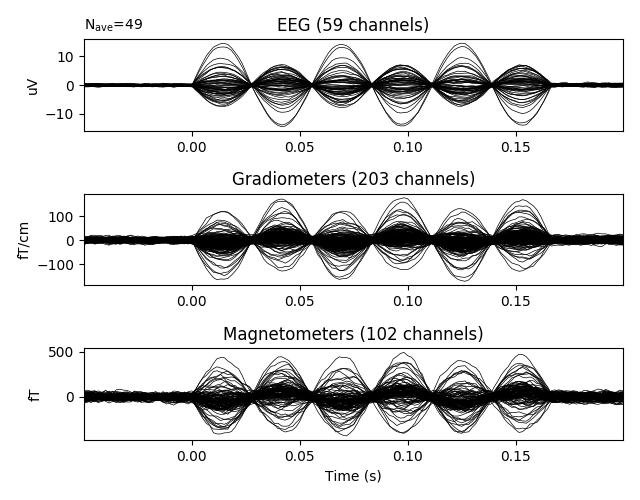 N_ave=49
EEG (59 channels)
10
0
−10
uV
0.00 0.05 0.10 0.15
Gradiometers (203 channels)
100
0
−100
fT/cm
0.00 0.05 0.10 0.15
Magnetometers (102 channels)
500
0
fT
0.00 0.05 0.10 0.15
Time (s)